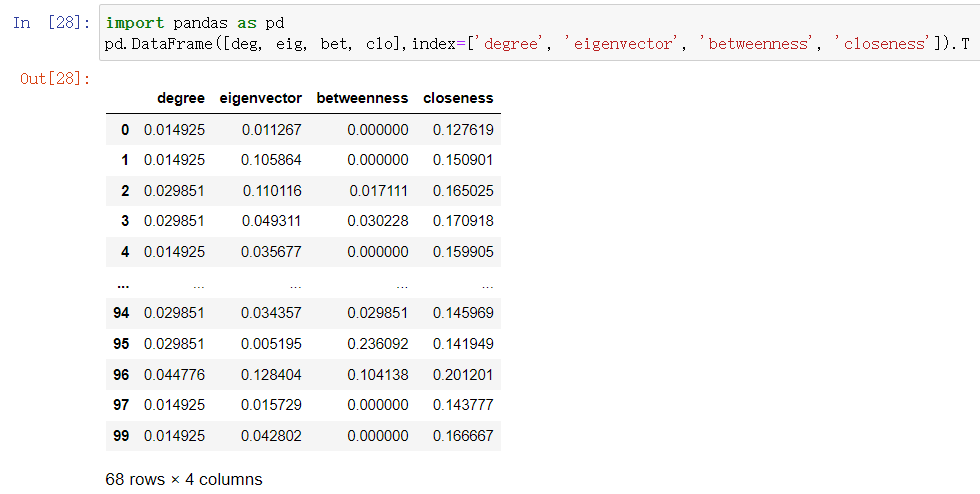 In [28]: import pandas as pd
pd.DataFrame([deg, eig, bet, clo],index=['degree', 'eigenvector', 'betweenness', 'closeness']).T
Out[28]:
degree eigenvector betweenness closeness
0 0.014925 0.011267 0.000000 0.127619
1 0.014925 0.105864 0.000000 0.150901
2 0.029851 0.110116 0.017111 0.165025
3 0.029851 0.049311 0.030228 0.170918
4 0.014925 0.035677 0.000000 0.159905
... ... ... ... ...
94 0.029851 0.034357 0.029851 0.145969
95 0.029851 0.005195 0.236092 0.141949
96 0.044776 0.128404 0.104138 0.201201
97 0.014925 0.015729 0.000000 0.143777
99 0.014925 0.042802 0.000000 0.166667
68 rows × 4 columns